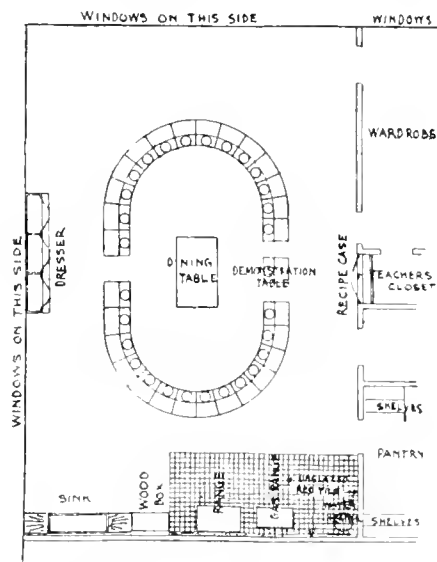 WINDOWS ON THIS SIDE
WINDOWS
WARDROBE
WINDOWS ON THIS SIDE
DRESSER
DINING
TABLE
DEMONSTRATION
TABLE
RECIPE CASE
TEACHERS
CLOSET
SHELVES
PANTRY
SINK
WOOD
BOX
RANGE
GAS RANGE
UNGLAZED
RED TILE
SHELVES